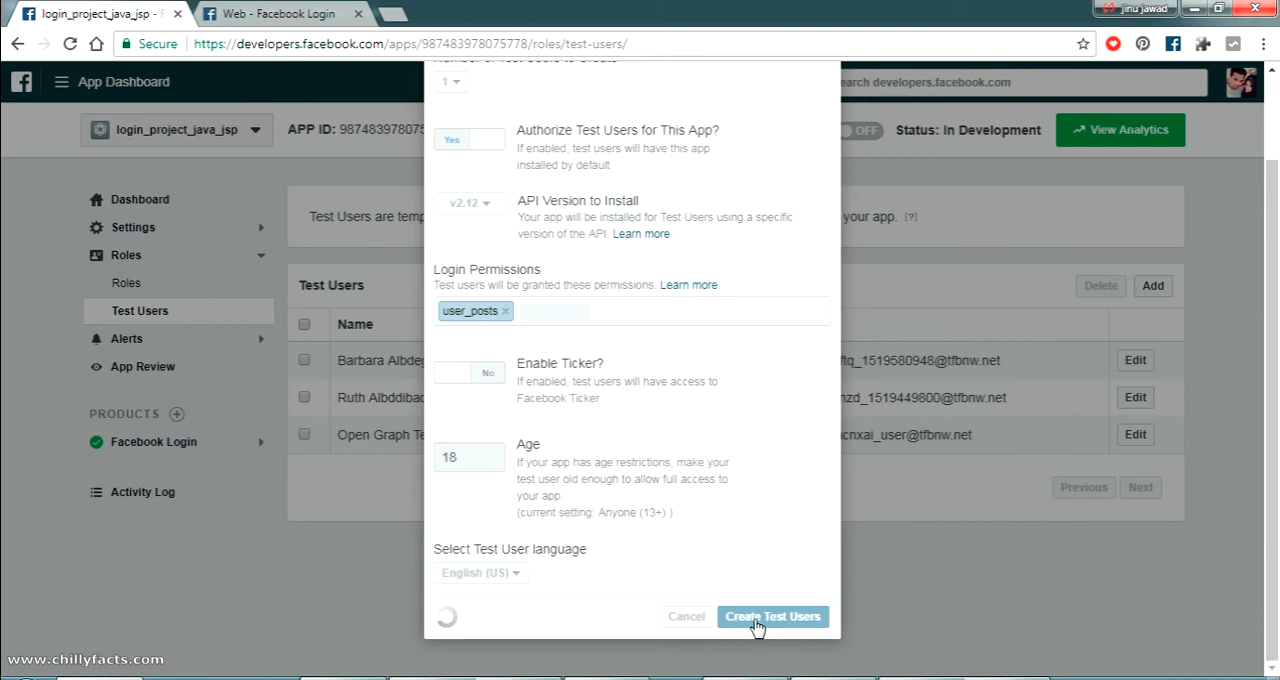 login_project_java_jsp -
Web - Facebook Login
jinu jawad
Secure
https://developers.facebook.com/apps/987483978075778/roles/test-users/
App Dashboard
search developers.facebook.com
login_project_java_jsp
APP ID: 98748397807
OFF
Status: In Development
View Analytics
Dashboard
Settings
Roles
Roles
Test Users
Alerts
App Review
PRODUCTS
Facebook Login
Activity Log
Test Users are temp
your app. [?]
Test Users
Delete
Add
Name
Barbara Albdeg
ftq_1519580948@tfbnw.net
Edit
Ruth Albddibac
nzd_1519449800@tfbnw.net
Edit
Open Graph Te
cnxai_user@tfbnw.net
Edit
Previous
Next
Number of Test Users to Create
1
Yes
Authorize Test Users for This App?
If enabled, test users will have this app
installed by default
v2.12
API Version to Install
Your app will be installed for Test Users using a specific
version of the API. Learn more.
Login Permissions
Test users will be granted these permissions. Learn more.
user_posts
No
Enable Ticker?
If enabled, test users will have access to
Facebook Ticker
18
Age
If your app has age restrictions, make your
test user old enough to allow full access to
your app.
(current setting: Anyone (13+) )
Select Test User language
English (US)
Cancel
Create Test Users
www.chillyfacts.com